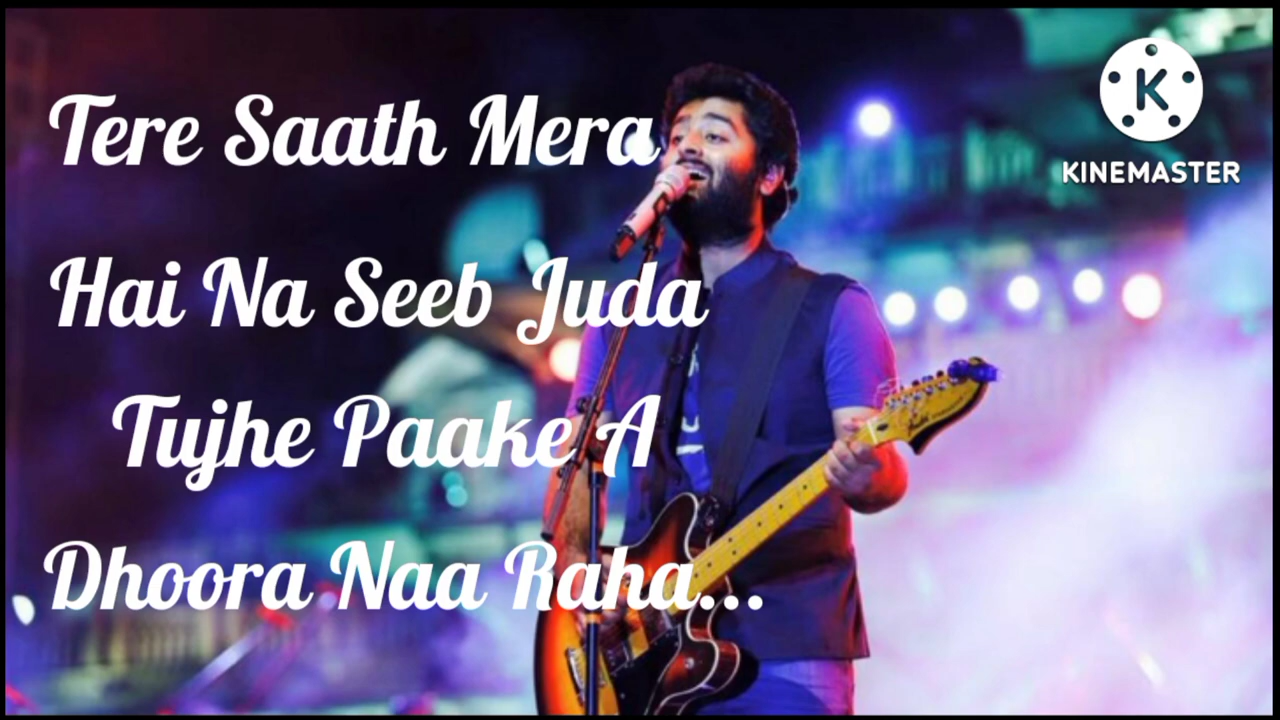 Tere Saath Mera
Hai Na Seeb Juda
Tujhe Paake A
Dhoora Naa Raha...
K
KINEMASTER